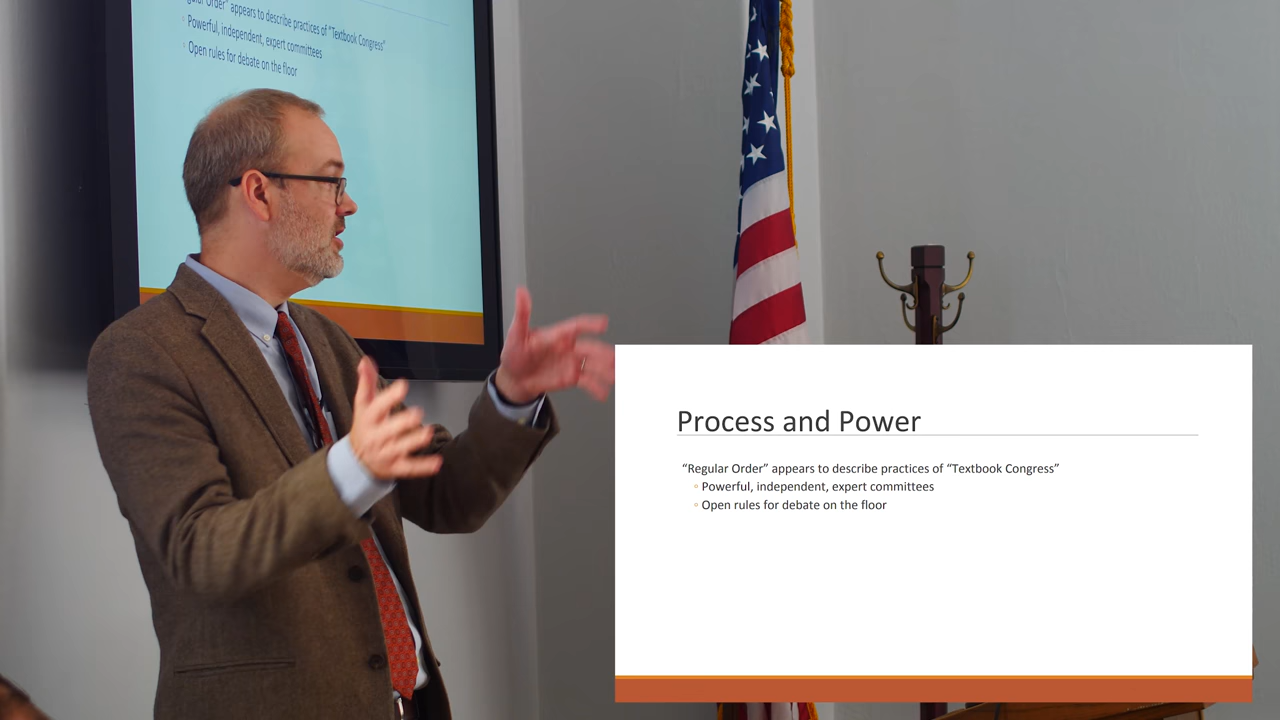 gular Order" appears to describe practices of "Textbook Congress"
◦ Powerful, independent, expert committees
◦ Open rules for debate on the floor
Process and Power
“Regular Order” appears to describe practices of “Textbook Congress”
◦ Powerful, independent, expert committees
◦ Open rules for debate on the floor